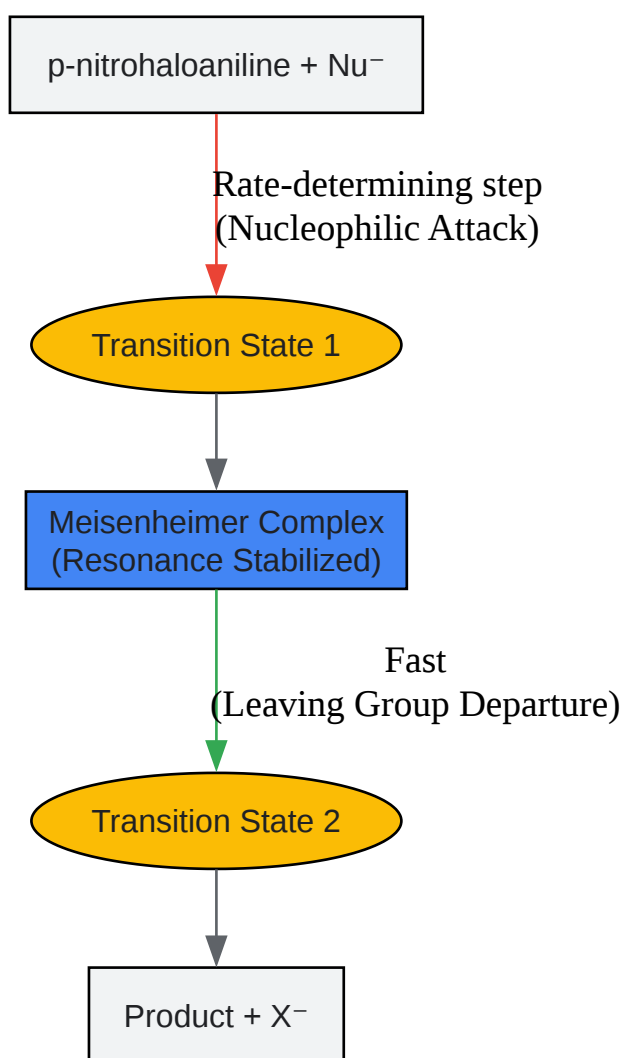 p-nitrohaloaniline + Nu⁻
Rate-determining step
(Nucleophilic Attack)
Transition State 1
Meisenheimer Complex
(Resonance Stabilized)
Fast
(Leaving Group Departure)
Transition State 2
Product + X⁻